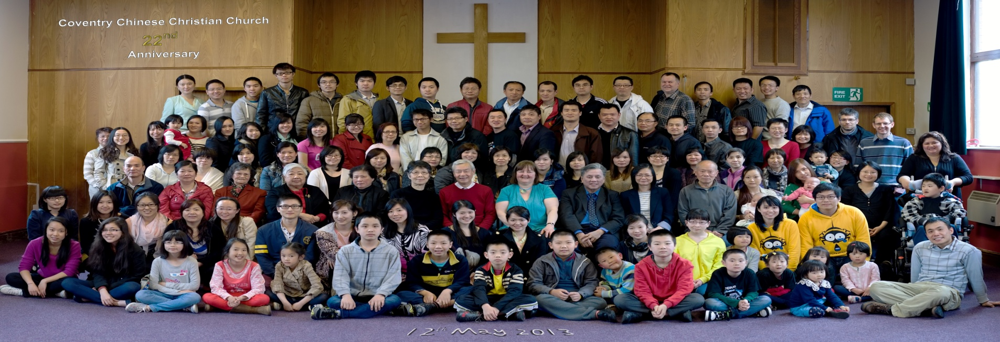 Coventry Chinese Christian Church
22nd
Anniversary
FIRE
EXIT
12th May 2013